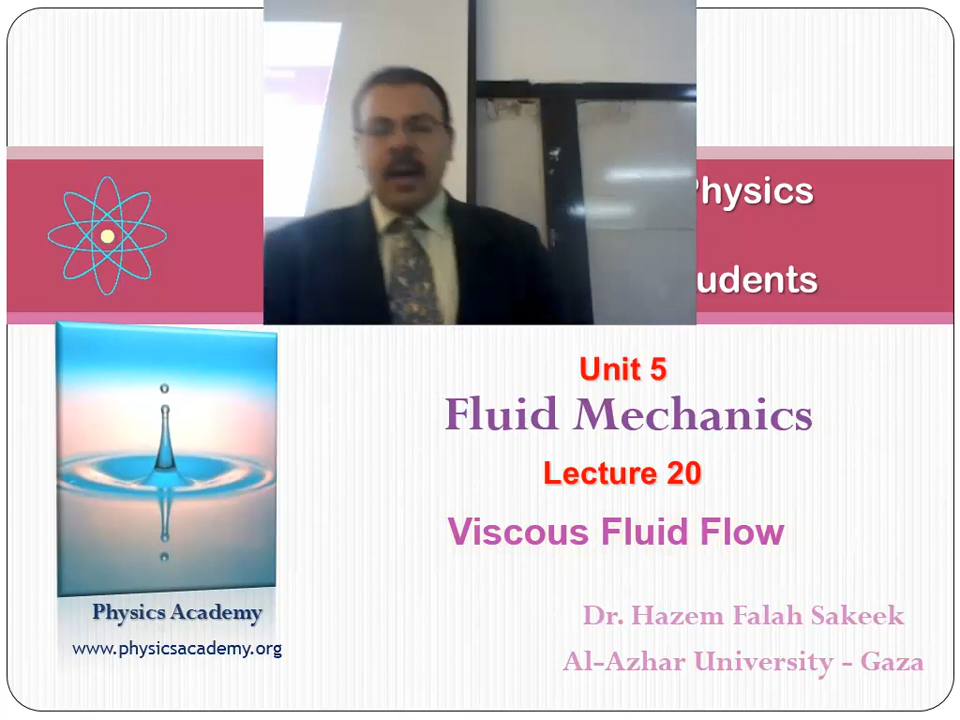 Physics
udents
Unit 5
Fluid Mechanics
Lecture 20
Viscous Fluid Flow
Physics Academy
www.physicsacademy.org
Dr. Hazem Falah Sakeek
Al-Azhar University - Gaza